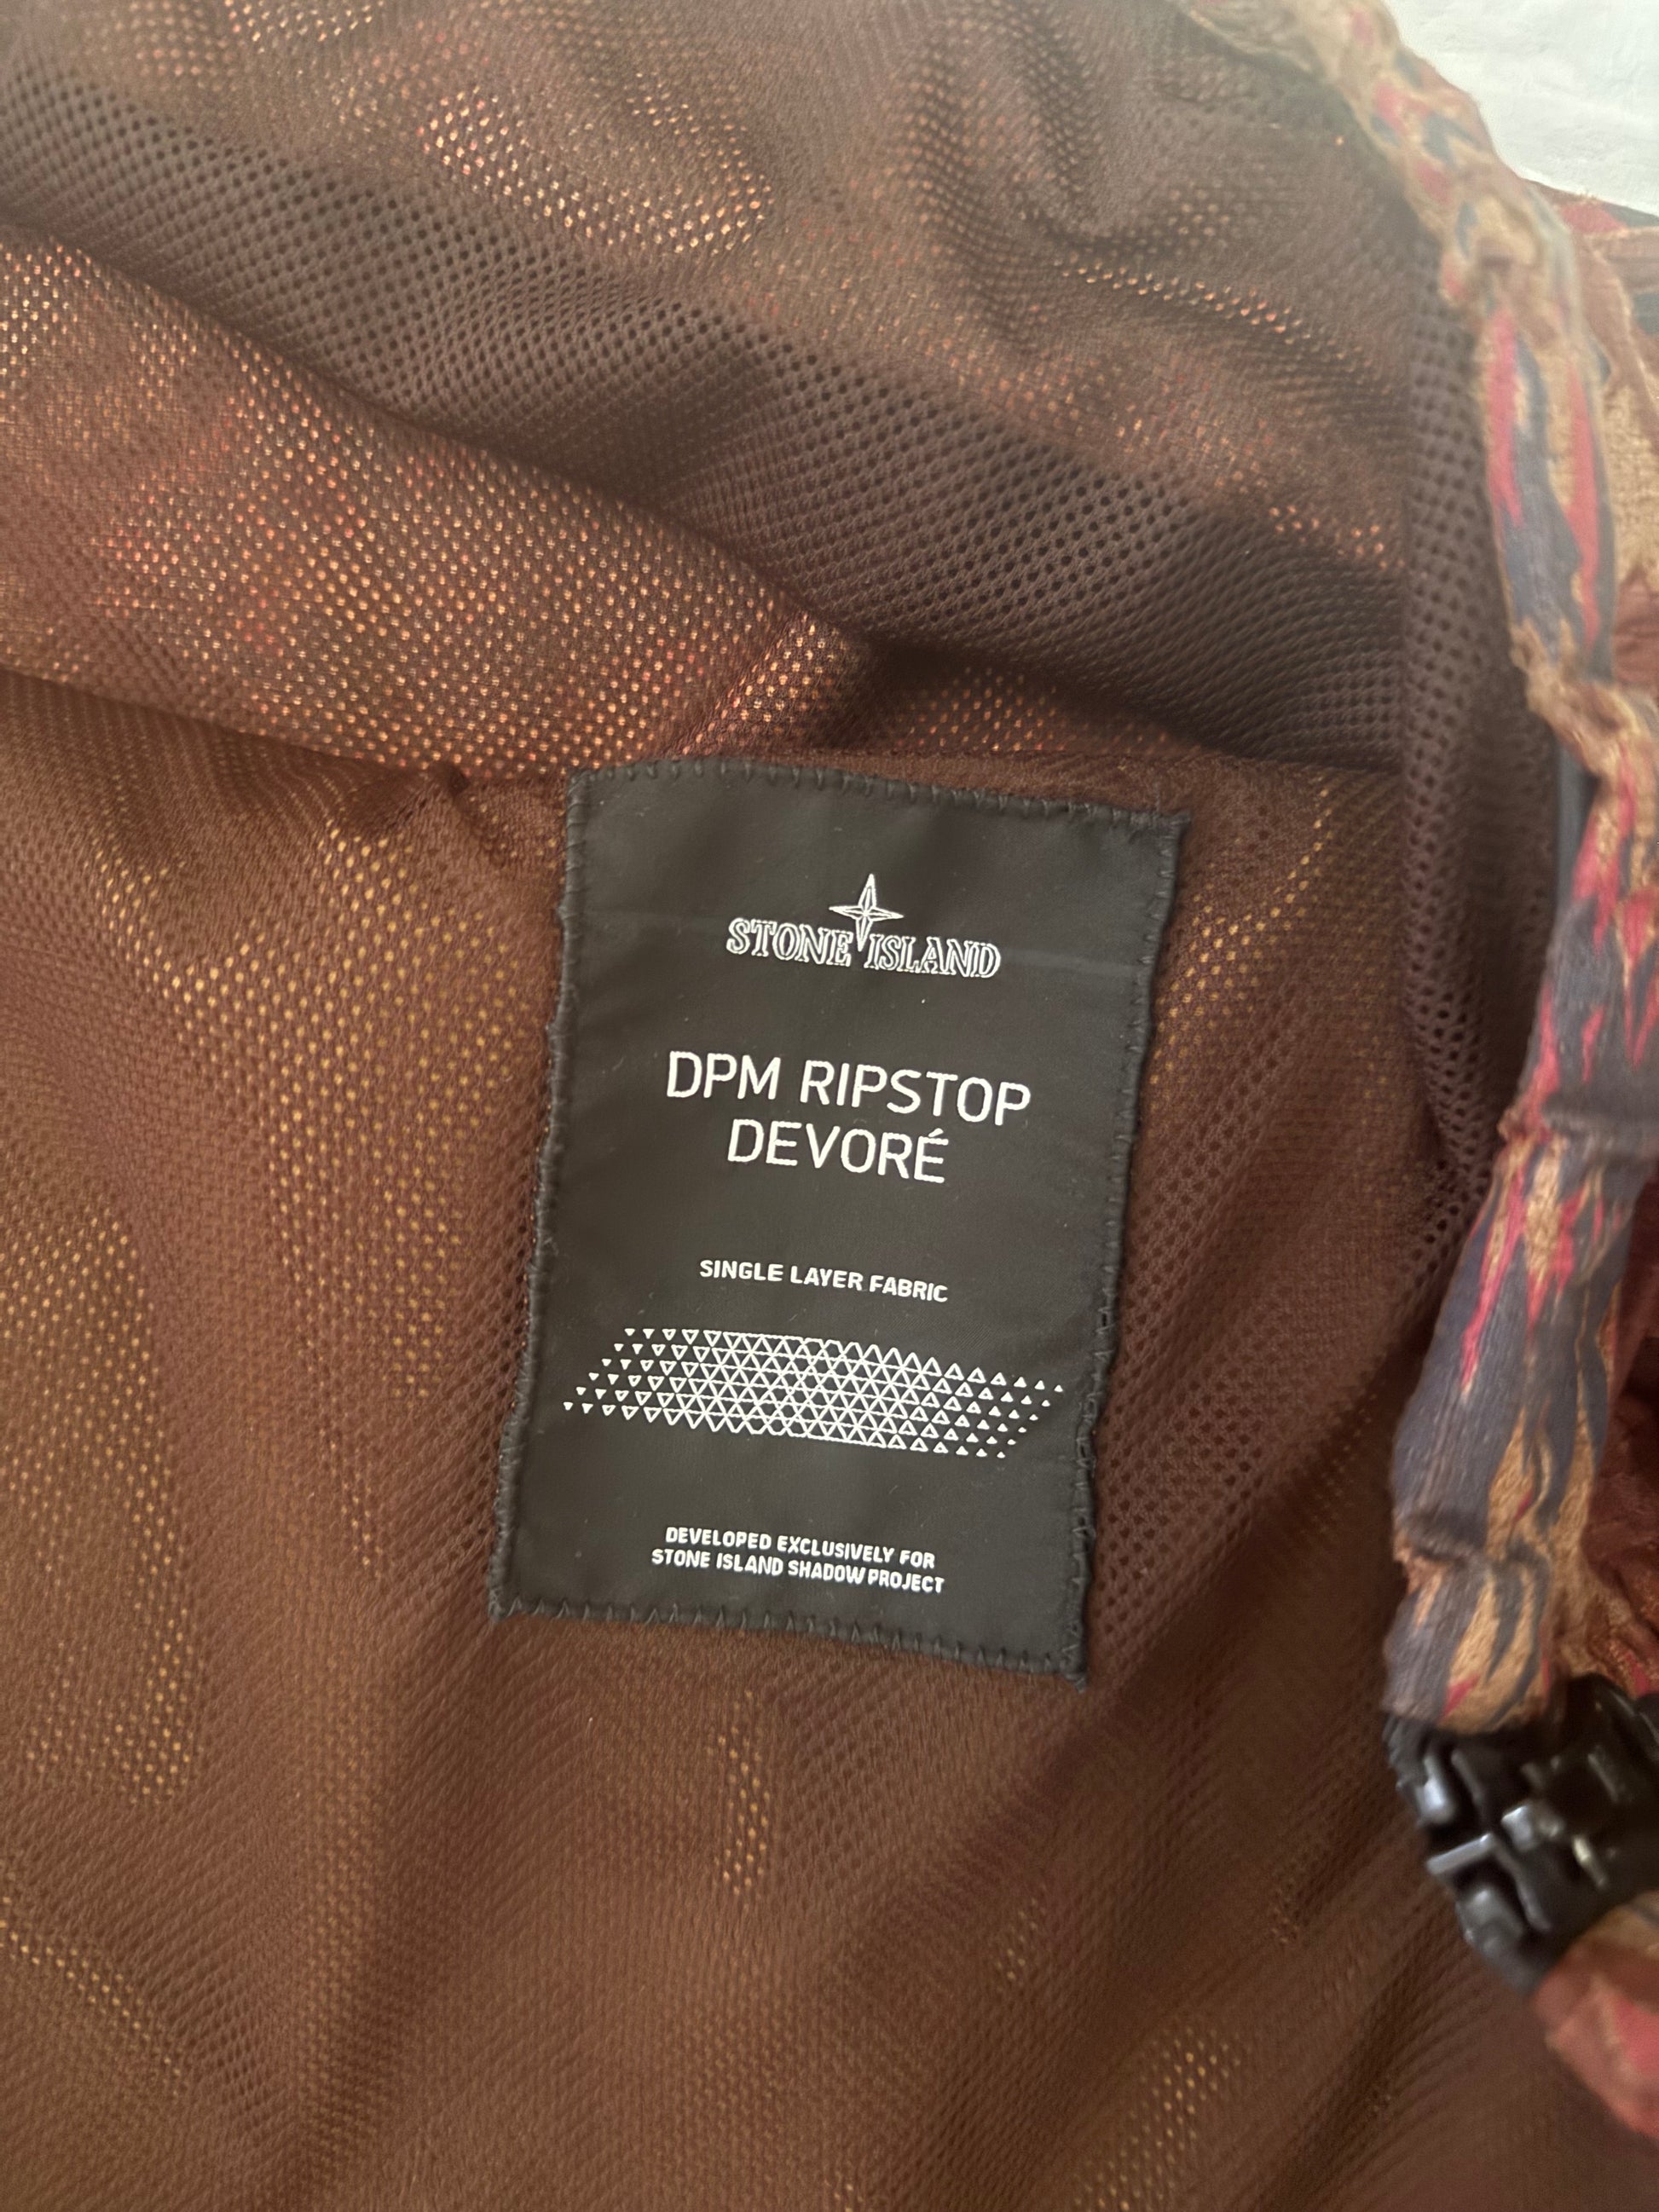 STONE ISLAND
DPM RIPSTOP
DEVORÉ
SINGLE LAYER FABRIC
DEVELOPED EXCLUSIVELY FOR
STONE ISLAND SHADOW PROJECT